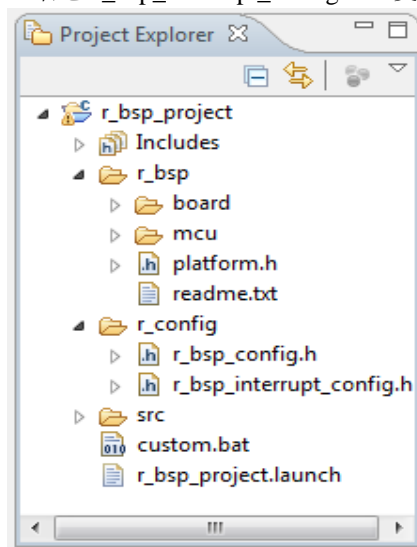 Project Explorer
r_bsp_project
Includes
r_bsp
board
mcu
platform.h
readme.txt
r_config
r_bsp_config.h
r_bsp_interrupt_config.h
src
custom.bat
r_bsp_project.launch